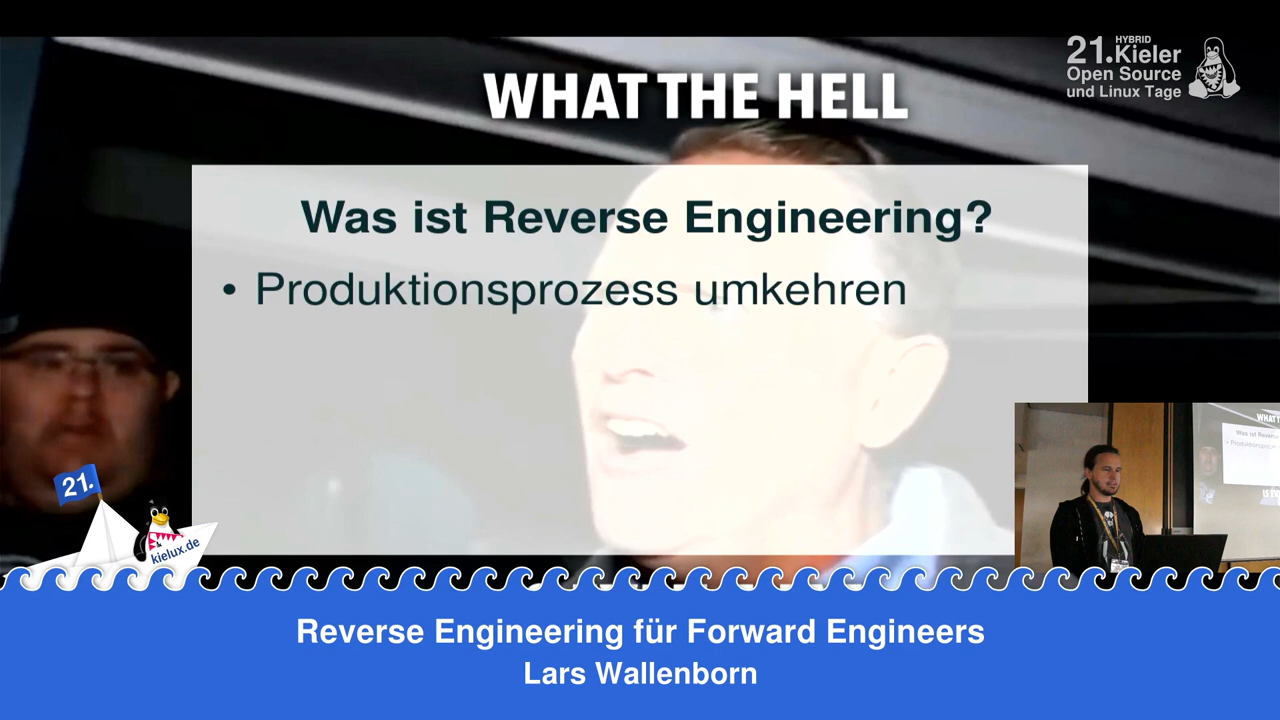 WHAT THE HELL
HYBRID
21.Kieler
Open Source
und Linux Tage
Was ist Reverse Engineering?
• Produktionsprozess umkehren
21.
kielux.de
WHAT T
Reverse Engineering für Forward Engineers
Lars Wallenborn